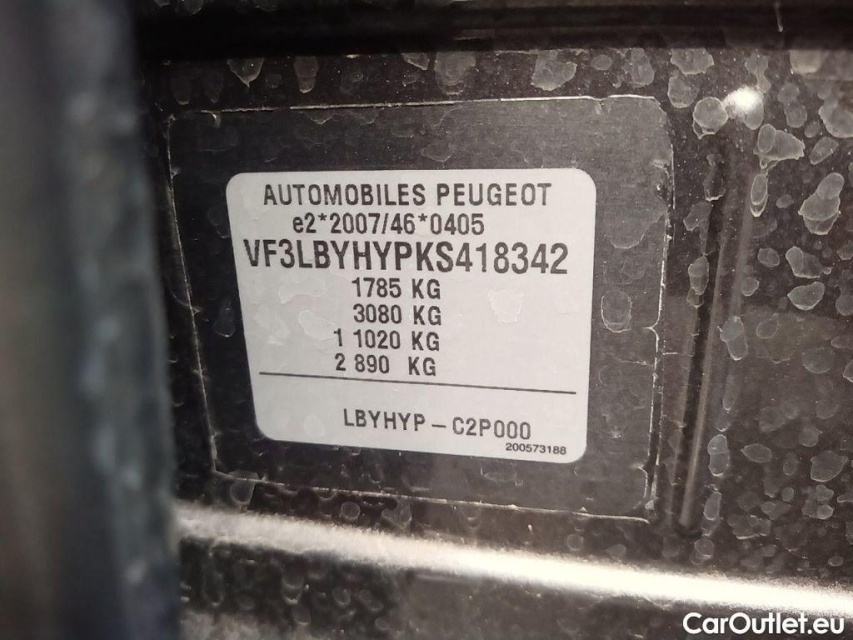 AUTOMOBILES PEUGEOT
e2*2007/46*0405
VF3LBYHYPKS418342
1785 KG
3080 KG
1 1020 KG
2 890 KG
LBYHYP - C2P000
200573188
CarOutlet.eu